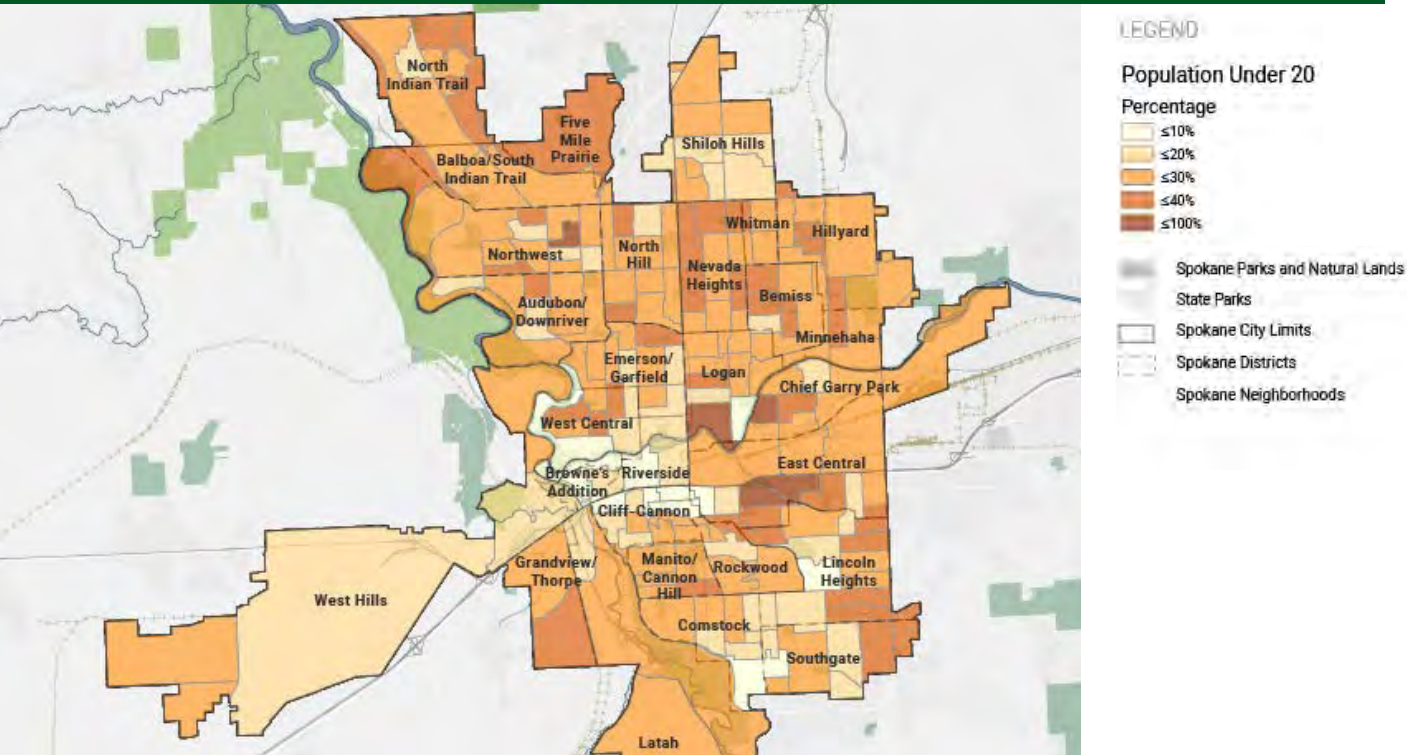 North
Indian Trail
Five
Mile
Prairie
Shiloh Hills
Balboa/South
Indian Trail
Whitman
Hillyard
Northwest
North
Hill
Nevada
Heights
Bemiss
Audubon/
Downriver
Minnehaha
Emerson/
Garfield
Logan
Chief Garry Park
West Central
East Central
Browne's
Addition
Riverside
Cliff-Cannon
Grandview/
Thorpe
Manito/
Cannon
Hill
Rockwood
Lincoln
Heights
West Hills
Comstock
Southgate
Latah
LEGEND
Population Under 20
Percentage
≤10%
≤20%
≤30%
≤40%
≤100%
Spokane Parks and Natural Lands
State Parks
Spokane City Limits
Spokane Districts
Spokane Neighborhoods